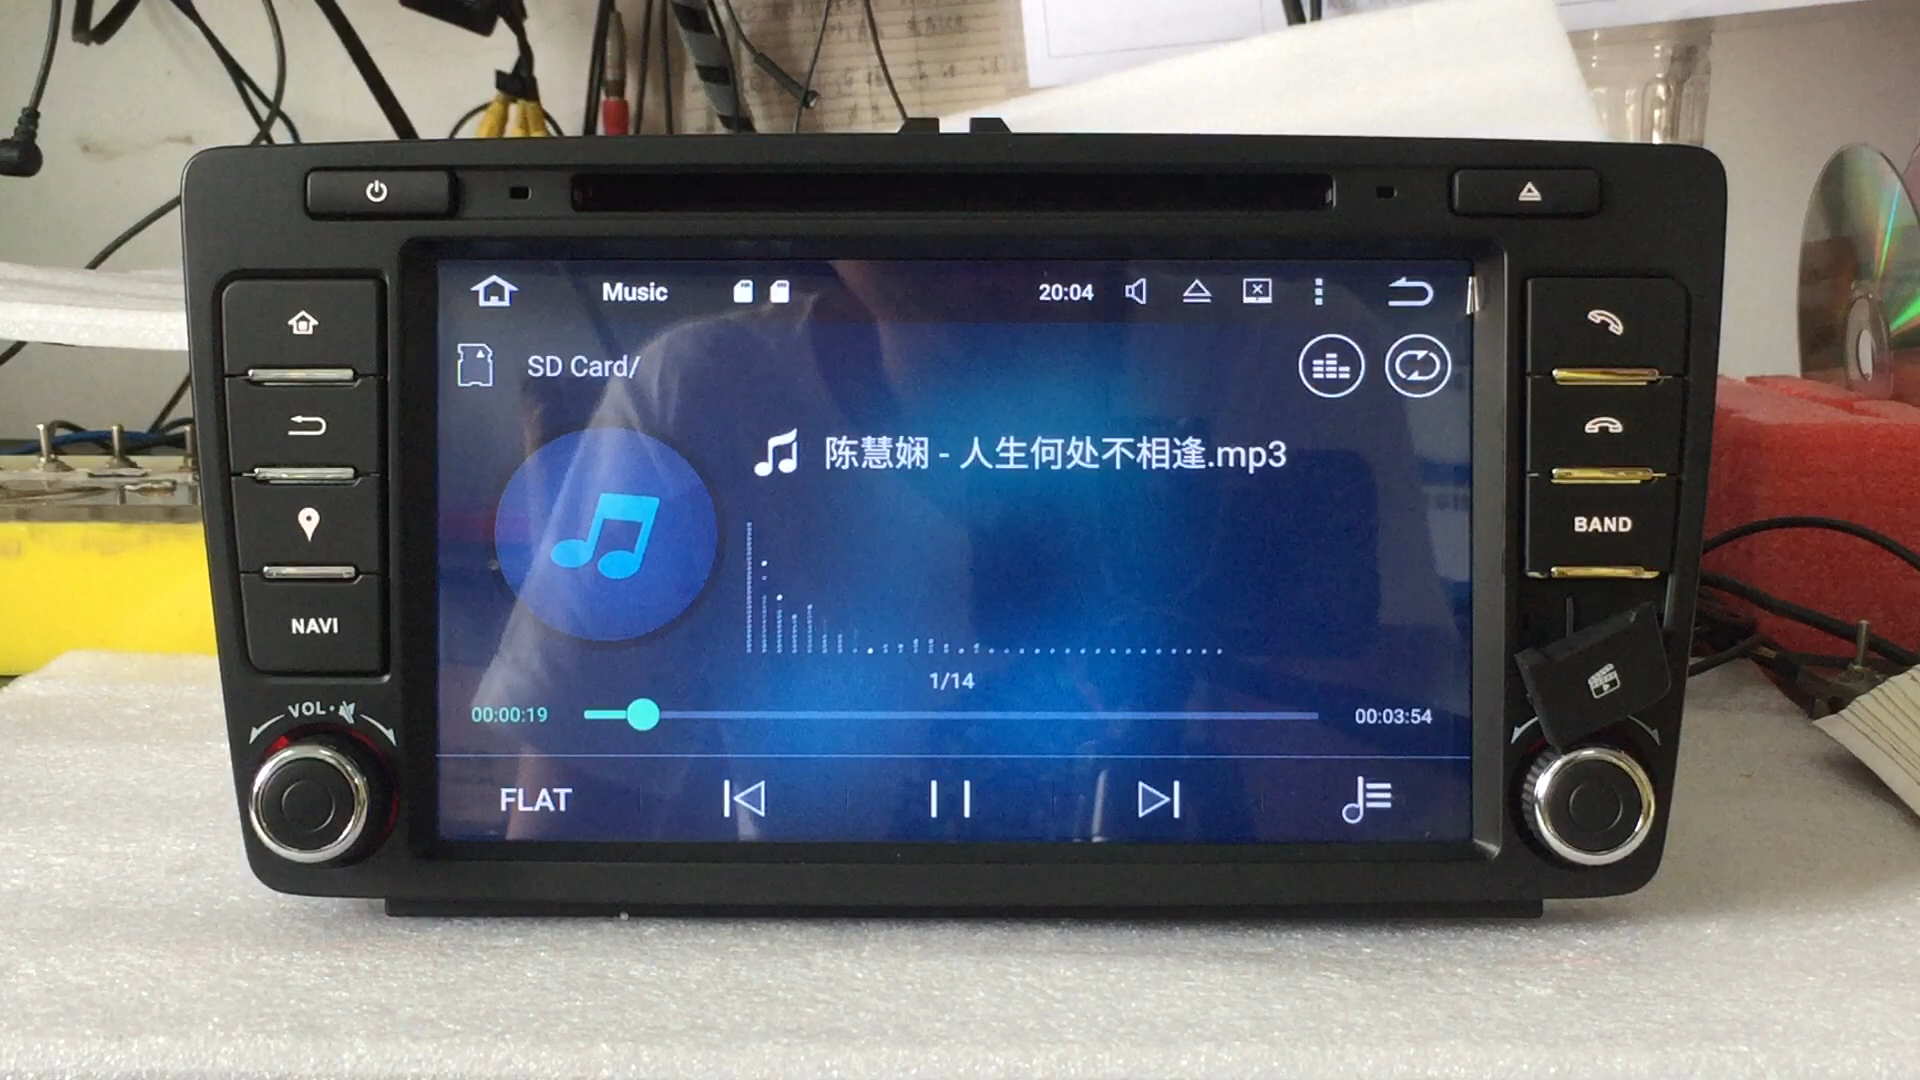 Music
20:04
SD Card/
陈慧娴 - 人生何处不相逢.mp3
1/14
00:00:19
00:03:54
FLAT
NAVI
VOL
BAND